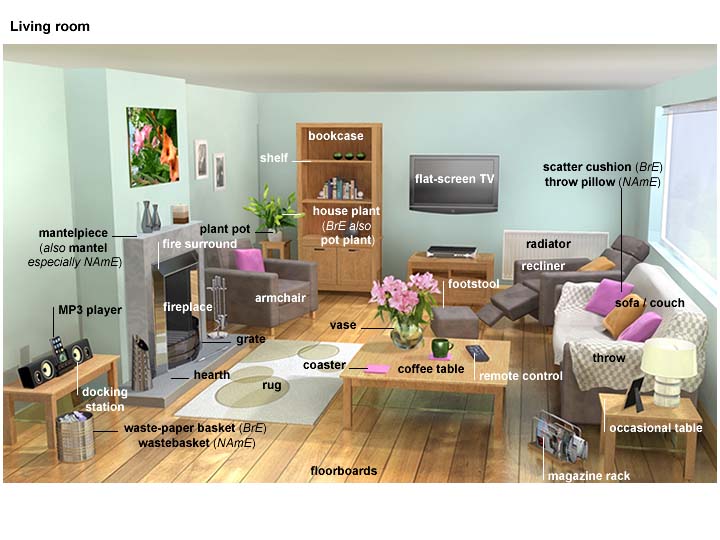 Living room
bookcase
shelf
flat-screen TV
scatter cushion (BrE)
throw pillow (NAmE)
house plant
(BrE also
pot plant)
plant pot
mantelpiece
(also mantel
especially NAmE)
fire surround
radiator
recliner
footstool
armchair
sofa / couch
MP3 player
fireplace
vase
grate
throw
coaster
coffee table
remote control
hearth
rug
docking
station
waste-paper basket (BrE)
wastebasket (NAmE)
occasional table
floorboards
magazine rack